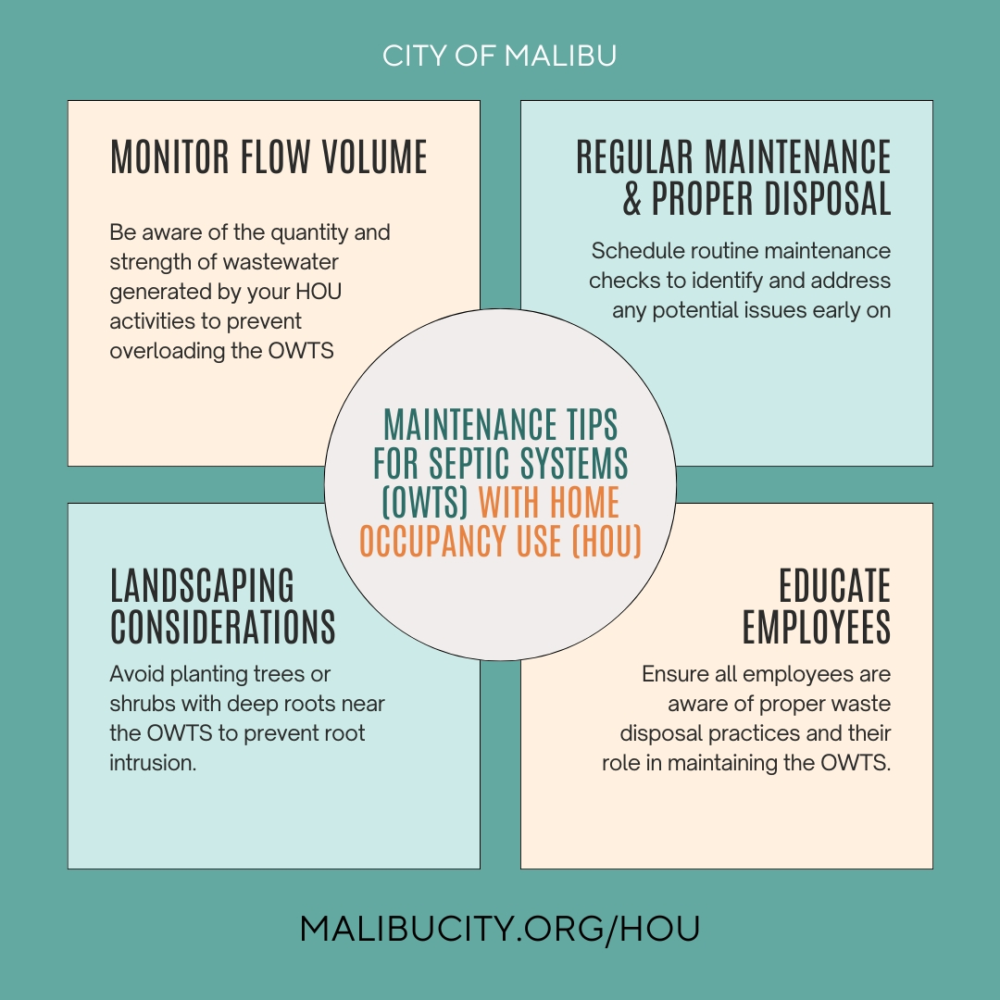 CITY OF MALIBU
MONITOR FLOW VOLUME
Be aware of the quantity and
strength of wastewater
generated by your HOU
activities to prevent
overloading the OWTS
REGULAR MAINTENANCE
& PROPER DISPOSAL
Schedule routine maintenance
checks to identify and address
any potential issues early on
MAINTENANCE TIPS
FOR SEPTIC SYSTEMS
(OWTS) WITH HOME
OCCUPANCY USE (HOU)
LANDSCAPING
CONSIDERATIONS
Avoid planting trees or
shrubs with deep roots near
the OWTS to prevent root
intrusion.
EDUCATE
EMPLOYEES
Ensure all employees are
aware of proper waste
disposal practices and their
role in maintaining the OWTS.
MALIBUCITY.ORG/HOU